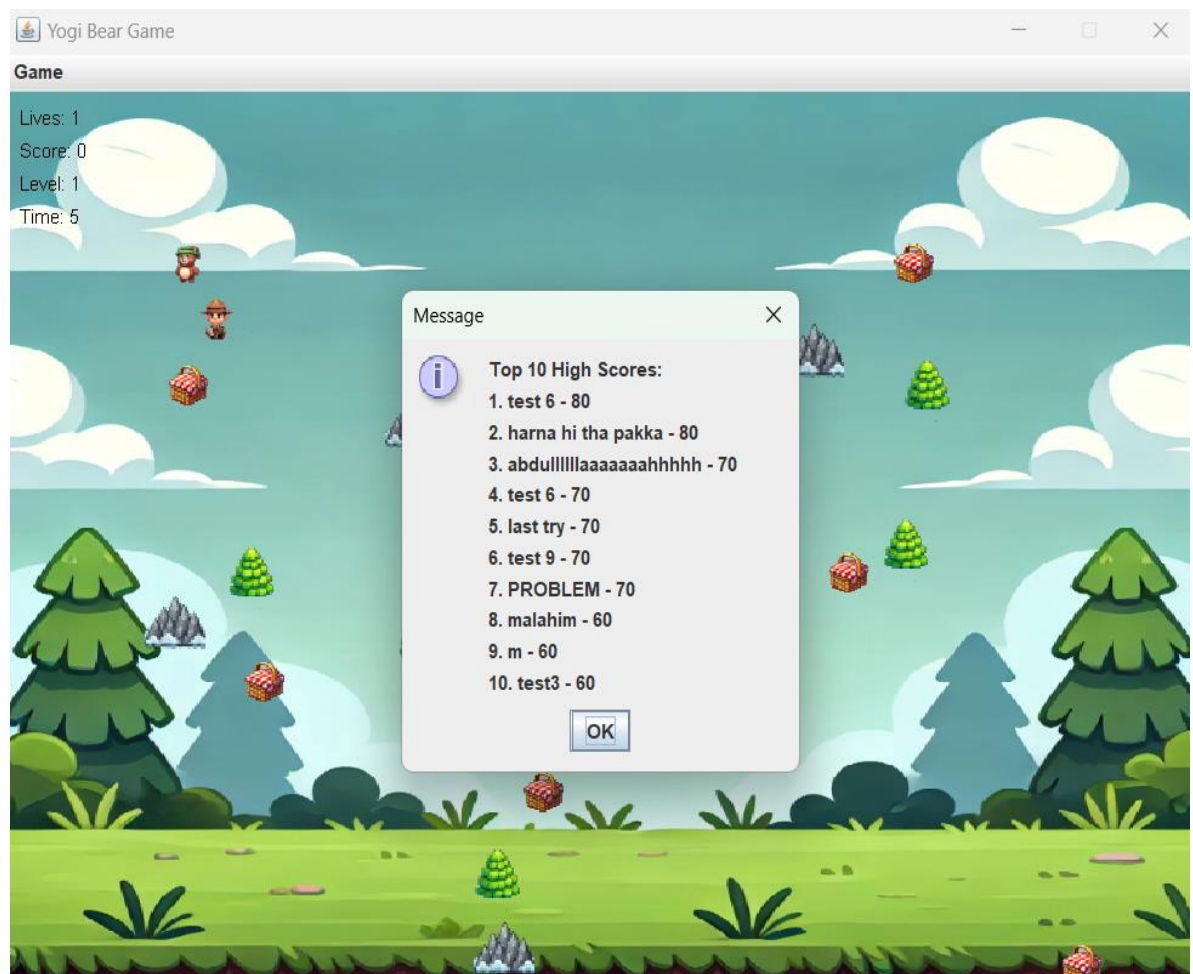 Yogi Bear Game
Game
Lives: 1
Score: 0
Level: 1
Time: 5
Message
Top 10 High Scores:
1. test 6 - 80
2. harna hi tha pakka - 80
3. abdullllllaaaaaaahhhhh - 70
4. test 6 - 70
5. last try - 70
6. test 9 - 70
7. PROBLEM - 70
8. malahim - 60
9. m - 60
10. test3 - 60
OK